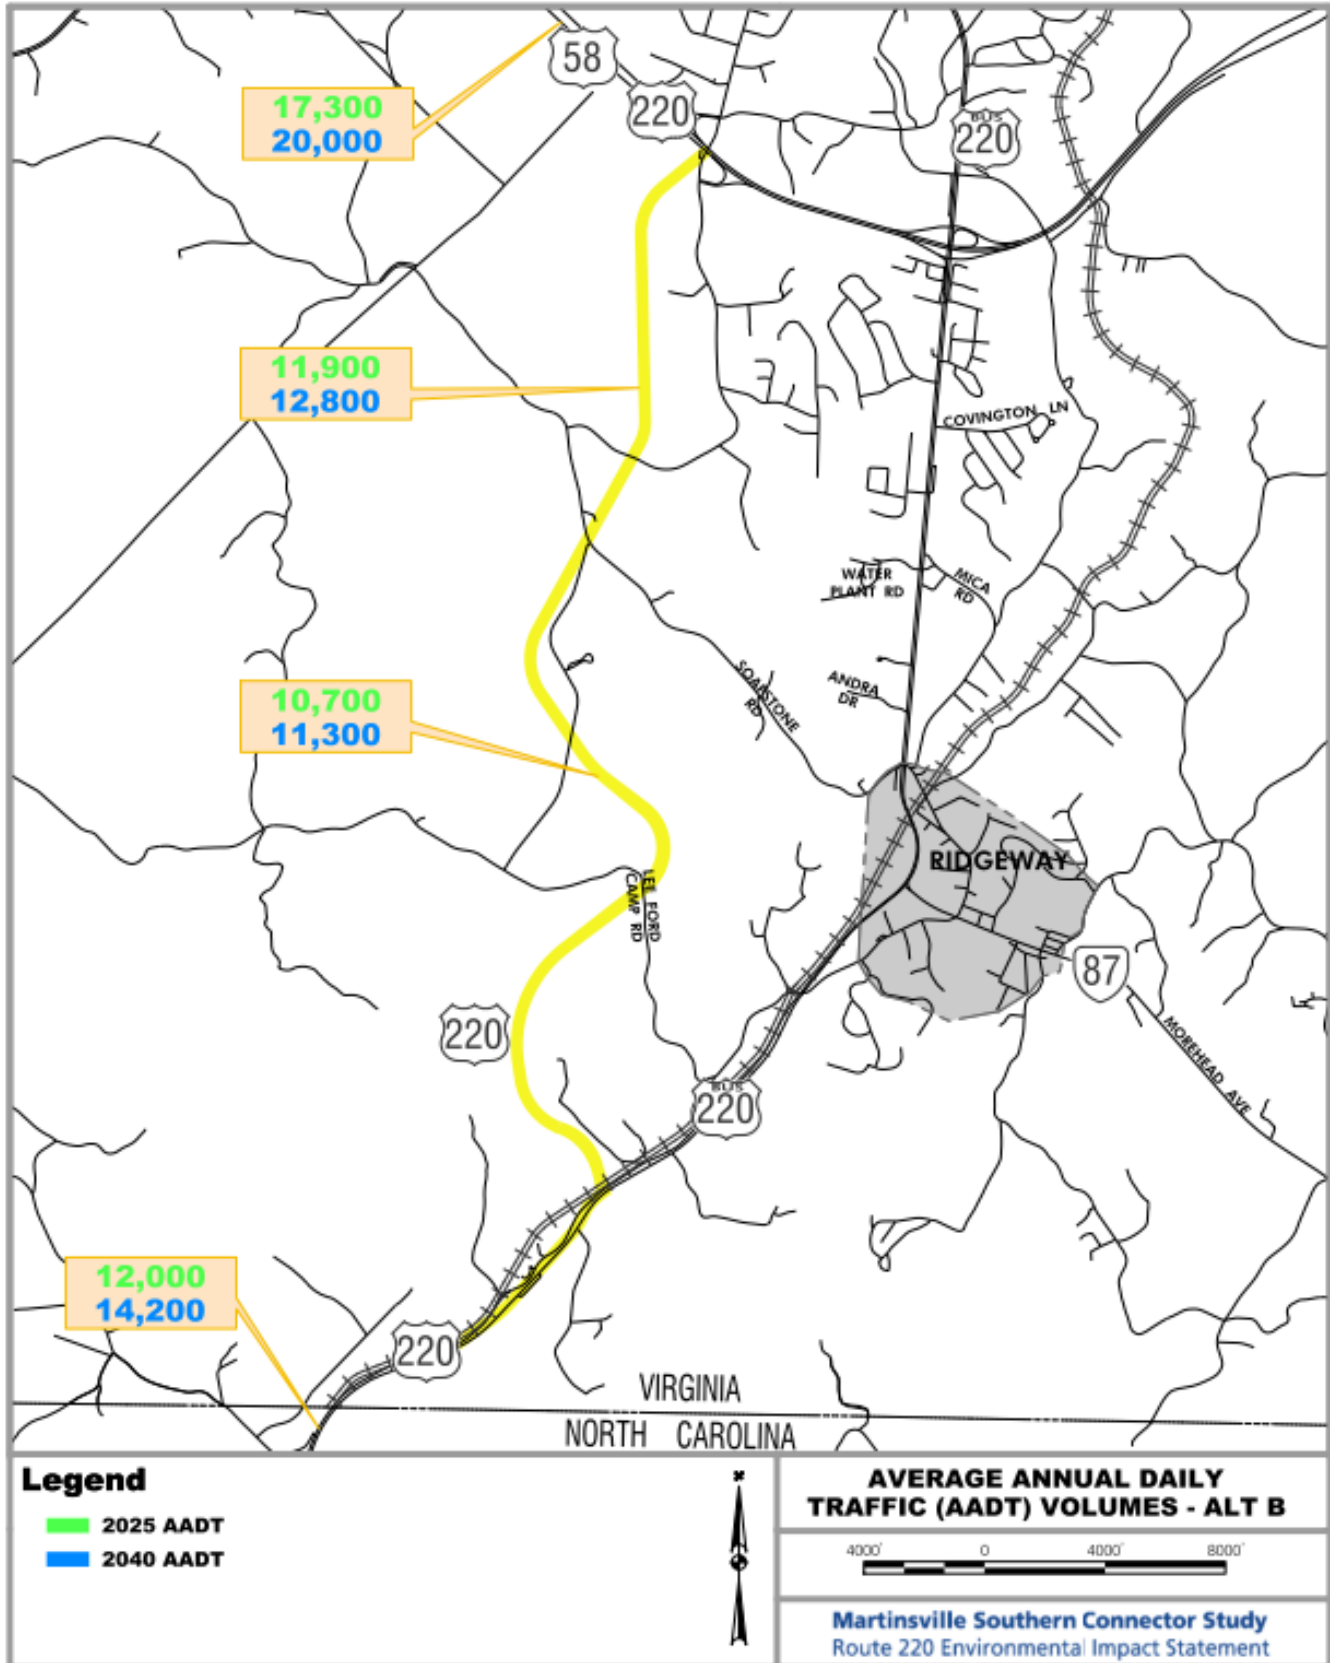 58
17,300
20,000
220
BUS
220
11,900
12,800
COVINGTON LN
WATER
PLANT RD
MICA
RD
SOAPSTONE
RD
ANDRA
DR
10,700
11,300
RIDGEWAY
LEE FORD
CAMP RD
87
220
MOREHEAD AVE
BUS
220
12,000
14,200
220
VIRGINIA
NORTH CAROLINA
Legend
2025 AADT
2040 AADT
AVERAGE ANNUAL DAILY
TRAFFIC (AADT) VOLUMES - ALT B
4000' 0 4000' 8000'
Martinsville Southern Connector Study
Route 220 Environmental Impact Statement